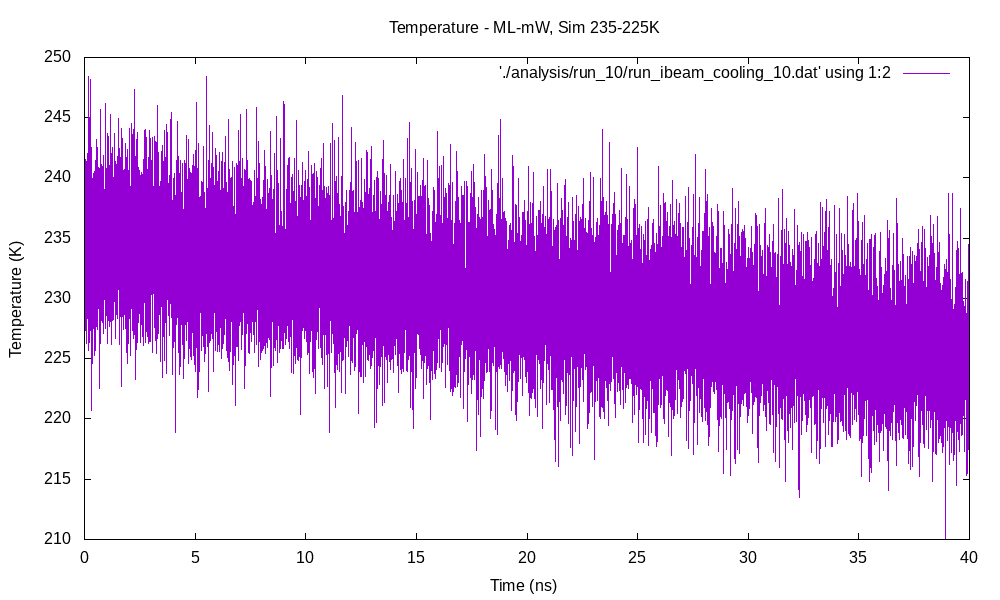 Temperature - ML-mW, Sim 235-225K
'./analysis/run_10/run_ibeam_cooling_10.dat' using 1:2
250
245
240
235
230
225
220
215
210
Temperature (K)
0 5 10 15 20 25 30 35 40
Time (ns)